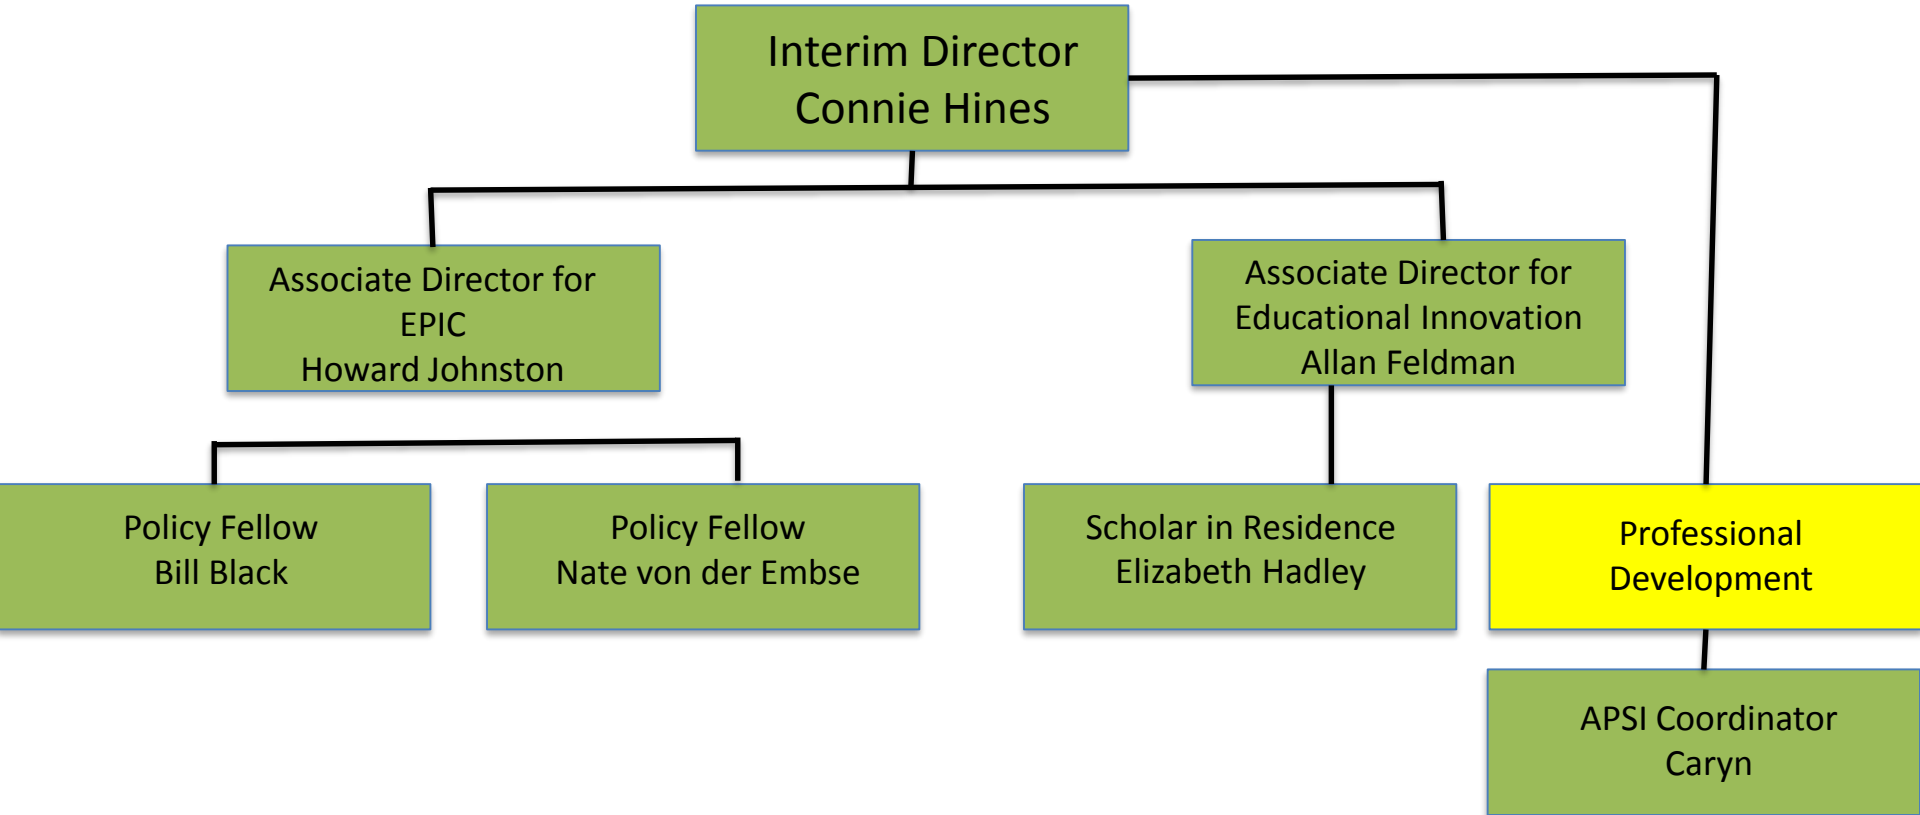 Interim Director
Connie Hines
Associate Director for
EPIC
Howard Johnston
Associate Director for
Educational Innovation
Allan Feldman
Policy Fellow
Bill Black
Policy Fellow
Nate von der Embse
Scholar in Residence
Elizabeth Hadley
Professional
Development
APSI Coordinator
Caryn